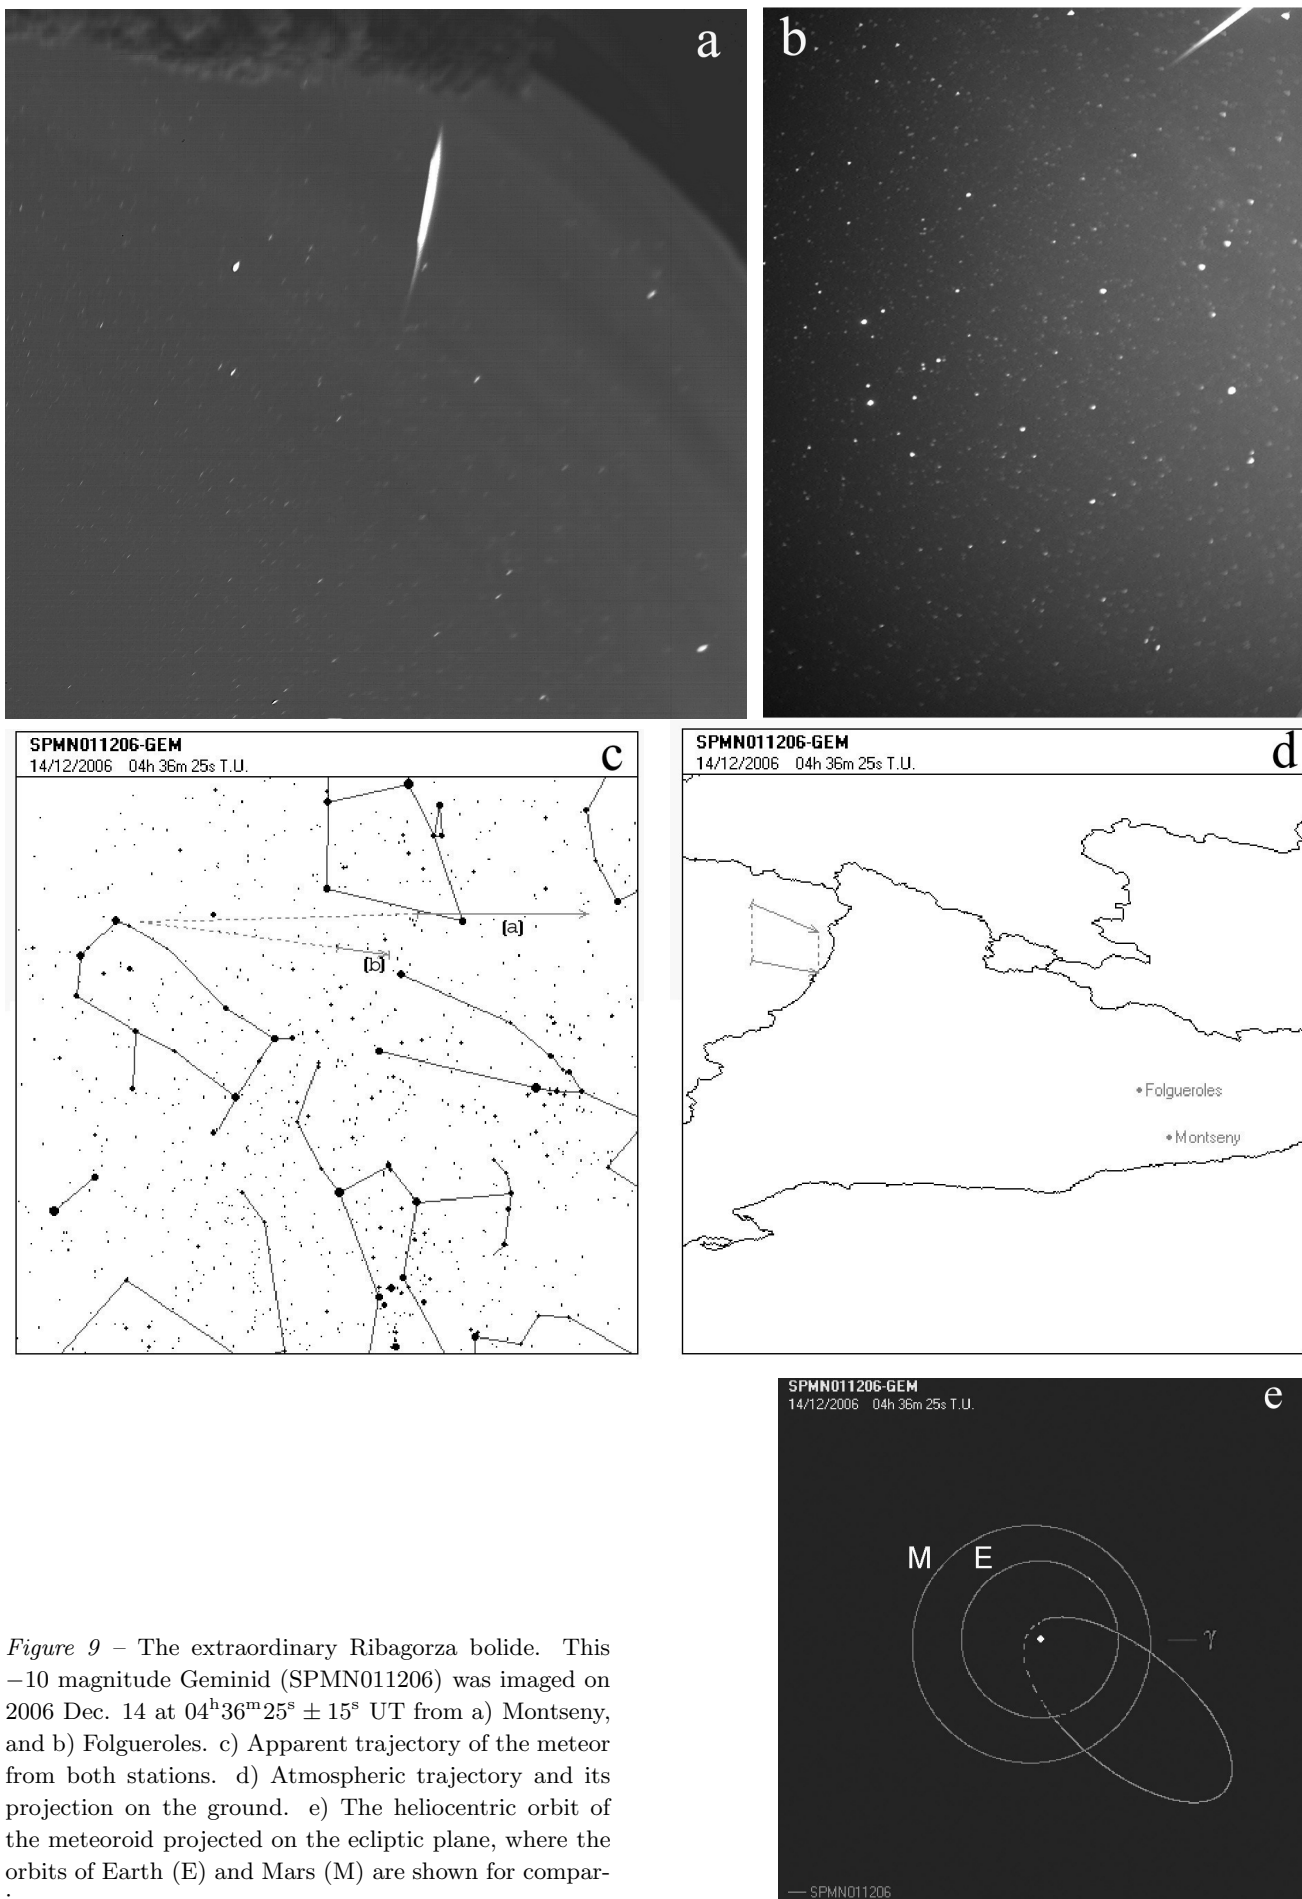 a
b
SPMN011206-GEM
14/12/2006 04h 36m 25s T.U.
c
(a)
(b)
SPMN011206-GEM
14/12/2006 04h 36m 25s T.U.
d
Folgueroles
Montseny
SPMN011206-GEM
14/12/2006 04h 36m 25s T.U.
e
M E
γ
SPMN011206
Figure 9 – The extraordinary Ribagorza bolide. This
−10 magnitude Geminid (SPMN011206) was imaged on
2006 Dec. 14 at 04ʰ36ᵐ25ˢ ± 15ˢ UT from a) Montseny,
and b) Folgueroles. c) Apparent trajectory of the meteor
from both stations. d) Atmospheric trajectory and its
projection on the ground. e) The heliocentric orbit of
the meteoroid projected on the ecliptic plane, where the
orbits of Earth (E) and Mars (M) are shown for compar-